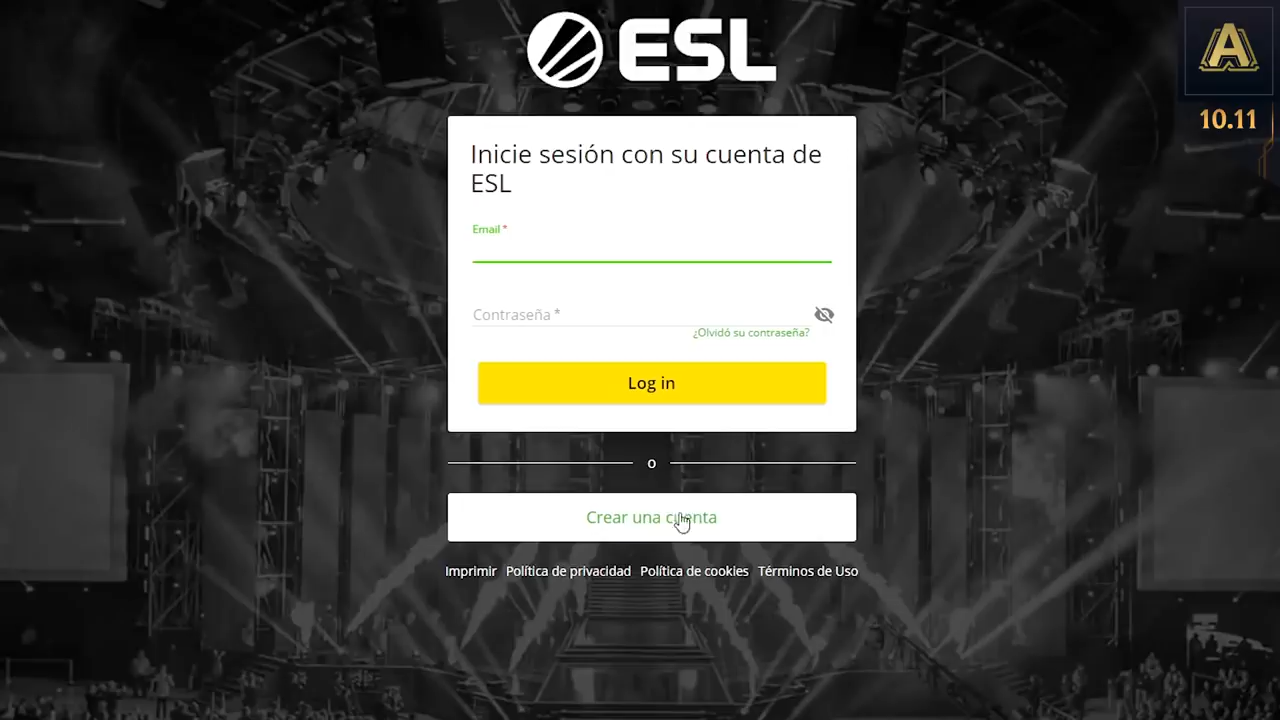 ESL
A
10.11
Inicie sesión con su cuenta de
ESL
Email *
Contraseña *
¿Olvidó su contraseña?
Log in
o
Crear una cuenta
Imprimir Política de privacidad Política de cookies Términos de Uso